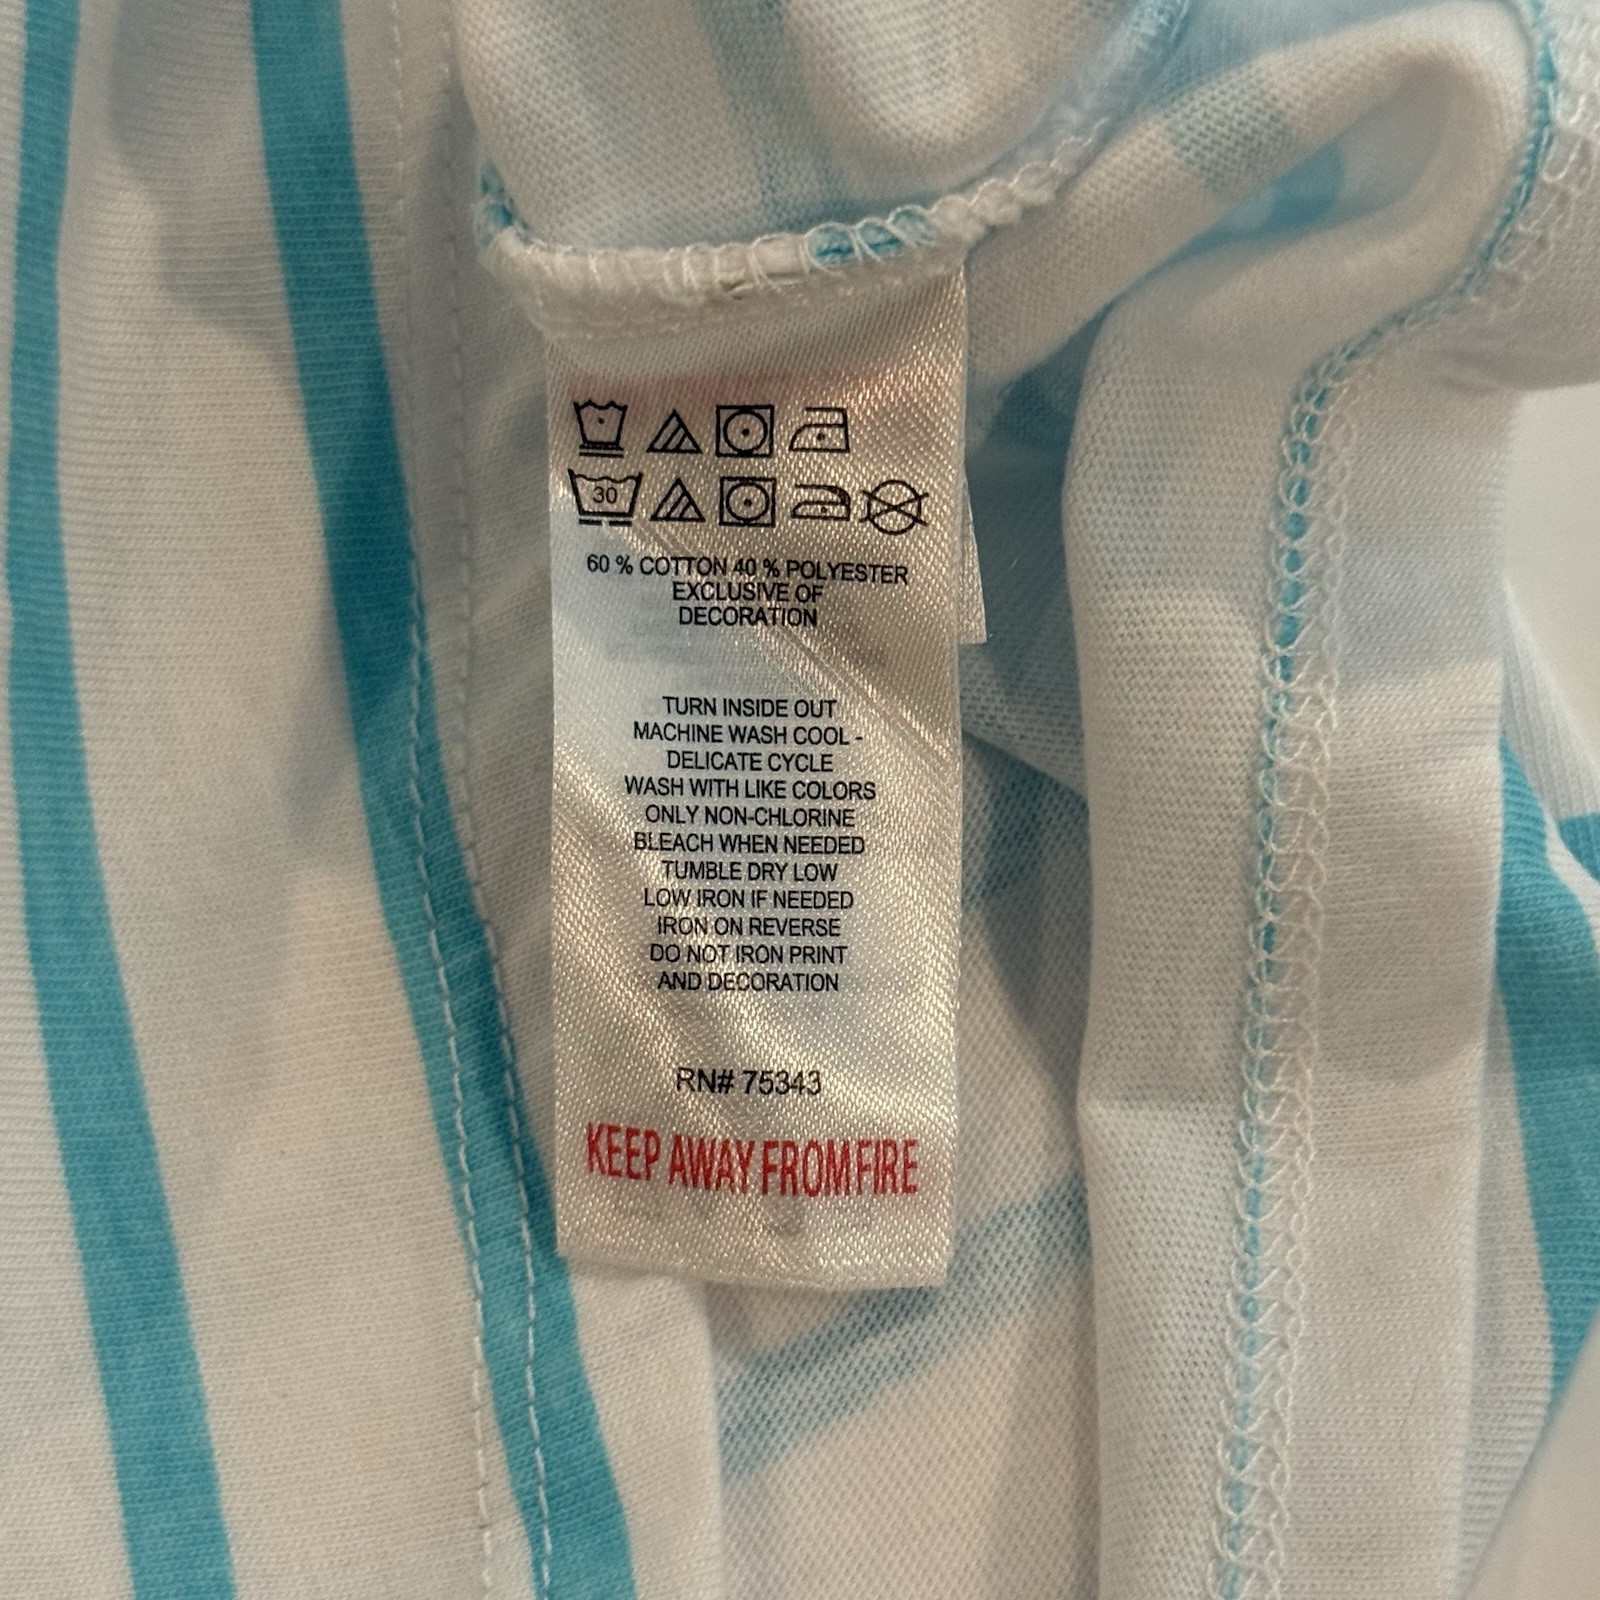 30
60 % COTTON 40 % POLYESTER
EXCLUSIVE OF
DECORATION
TURN INSIDE OUT
MACHINE WASH COOL -
DELICATE CYCLE
WASH WITH LIKE COLORS
ONLY NON-CHLORINE
BLEACH WHEN NEEDED
TUMBLE DRY LOW
LOW IRON IF NEEDED
IRON ON REVERSE
DO NOT IRON PRINT
AND DECORATION
RN# 75343
KEEP AWAY FROM FIRE